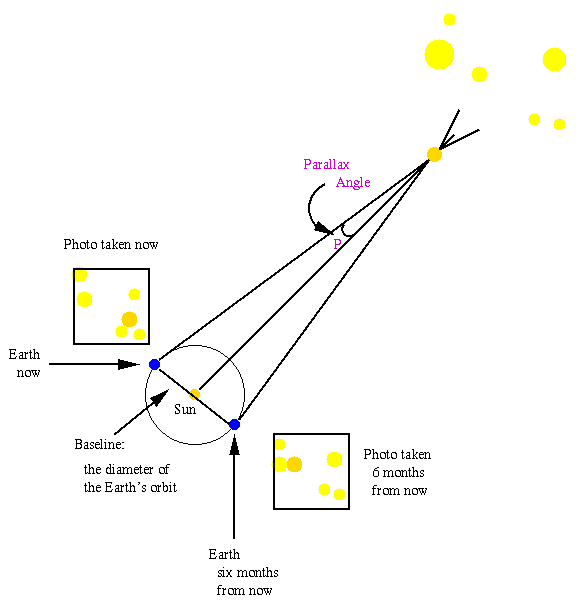 Parallax
Angle
P
Photo taken now
Earth
now
Sun
Baseline:
the diameter of
the Earth's orbit
Photo taken
6 months
from now
Earth
six months
from now